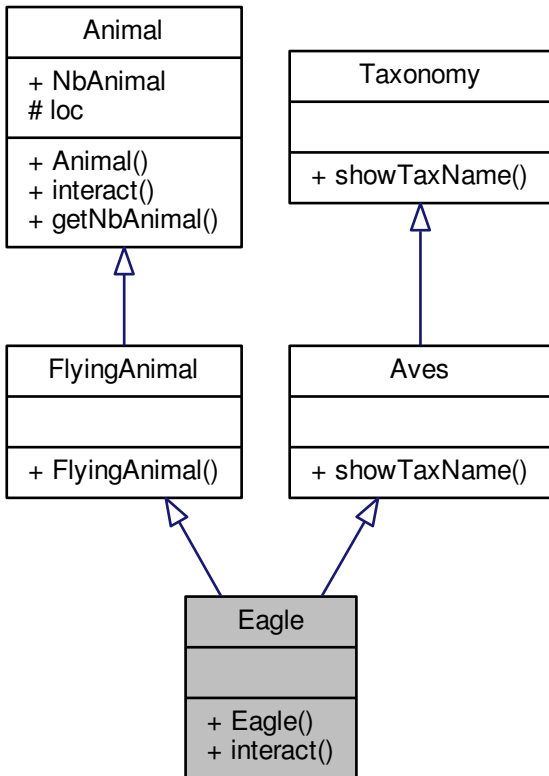 Animal
+ NbAnimal
# loc
+ Animal()
+ interact()
+ getNbAnimal()
Taxonomy
+ showTaxName()
FlyingAnimal
+ FlyingAnimal()
Aves
+ showTaxName()
Eagle
+ Eagle()
+ interact()